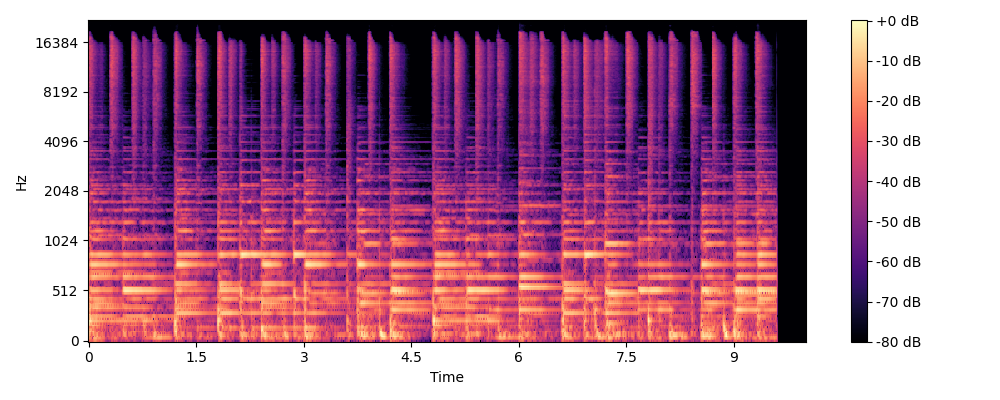 +0 dB
16384
-10 dB
8192
-20 dB
4096
-30 dB
Hz
2048
-40 dB
1024
-50 dB
512
-60 dB
-70 dB
0
-80 dB
0 1.5 3 4.5 6 7.5 9
Time